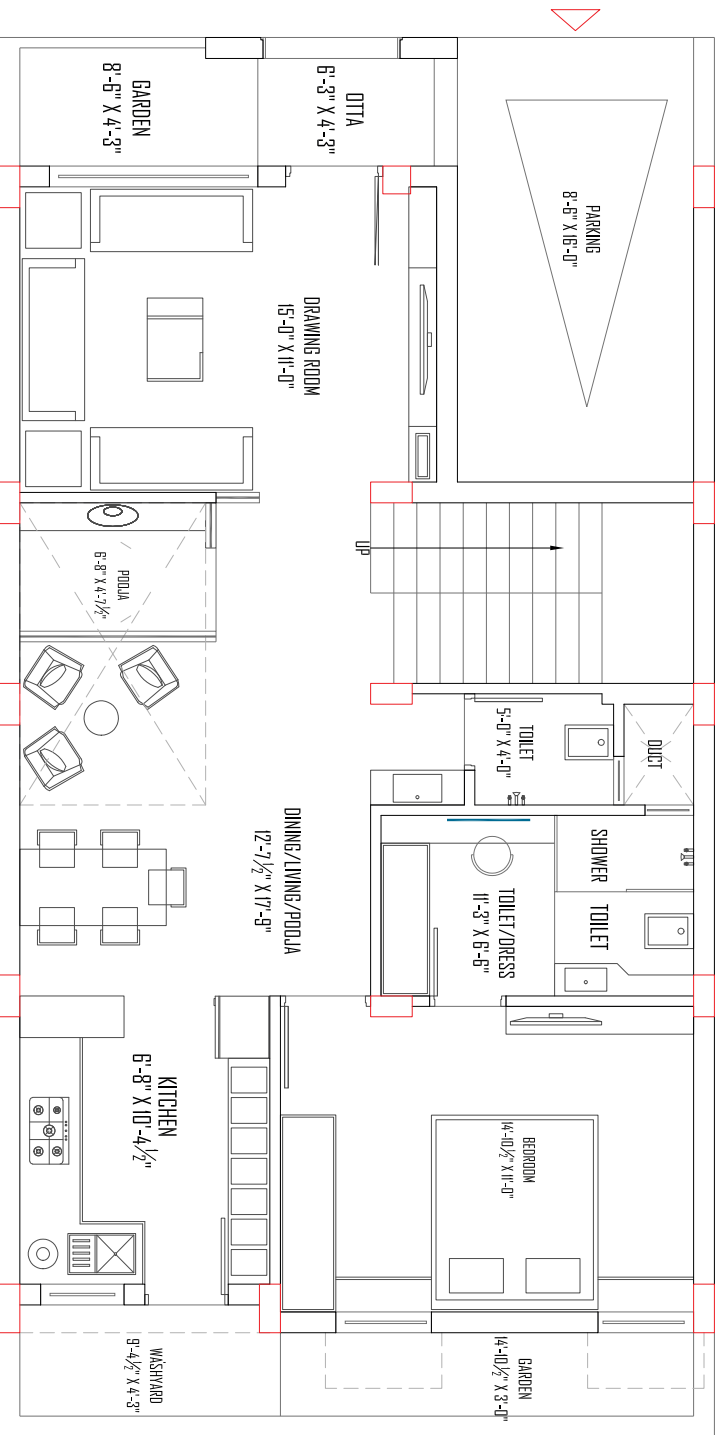 GARDEN
8'-6" X 4'-3"
OTTA
6'-3" X 4'-3"
PARKING
8'-6" X 16'-0"
DRAWING ROOM
15'-0" X 11'-0"
UP
POOJA
6'-8" X 4'-7½"
TOILET
5'-0" X 4'-0"
DUCT
DINING/LIVING/POOJA
12'-7½" X 17'-9"
SHOWER
TOILET
TOILET/DRESS
11'-3" X 6'-6"
KITCHEN
6'-8" X 10'-4½"
BEDROOM
14'-10½" X 11'-0"
WASHYARD
9'-4½" X 4'-3"
GARDEN
14'-10½" X 3'-0"